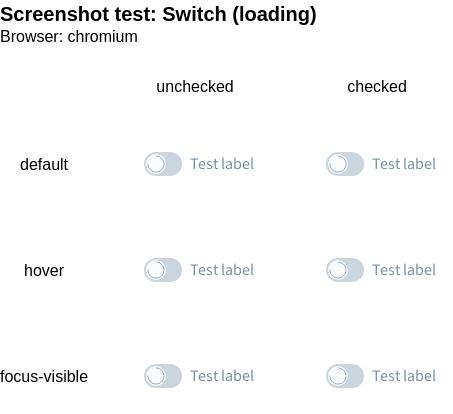 Screenshot test: Switch (loading)
Browser: chromium
unchecked checked
default Test label Test label
hover Test label Test label
focus-visible Test label Test label